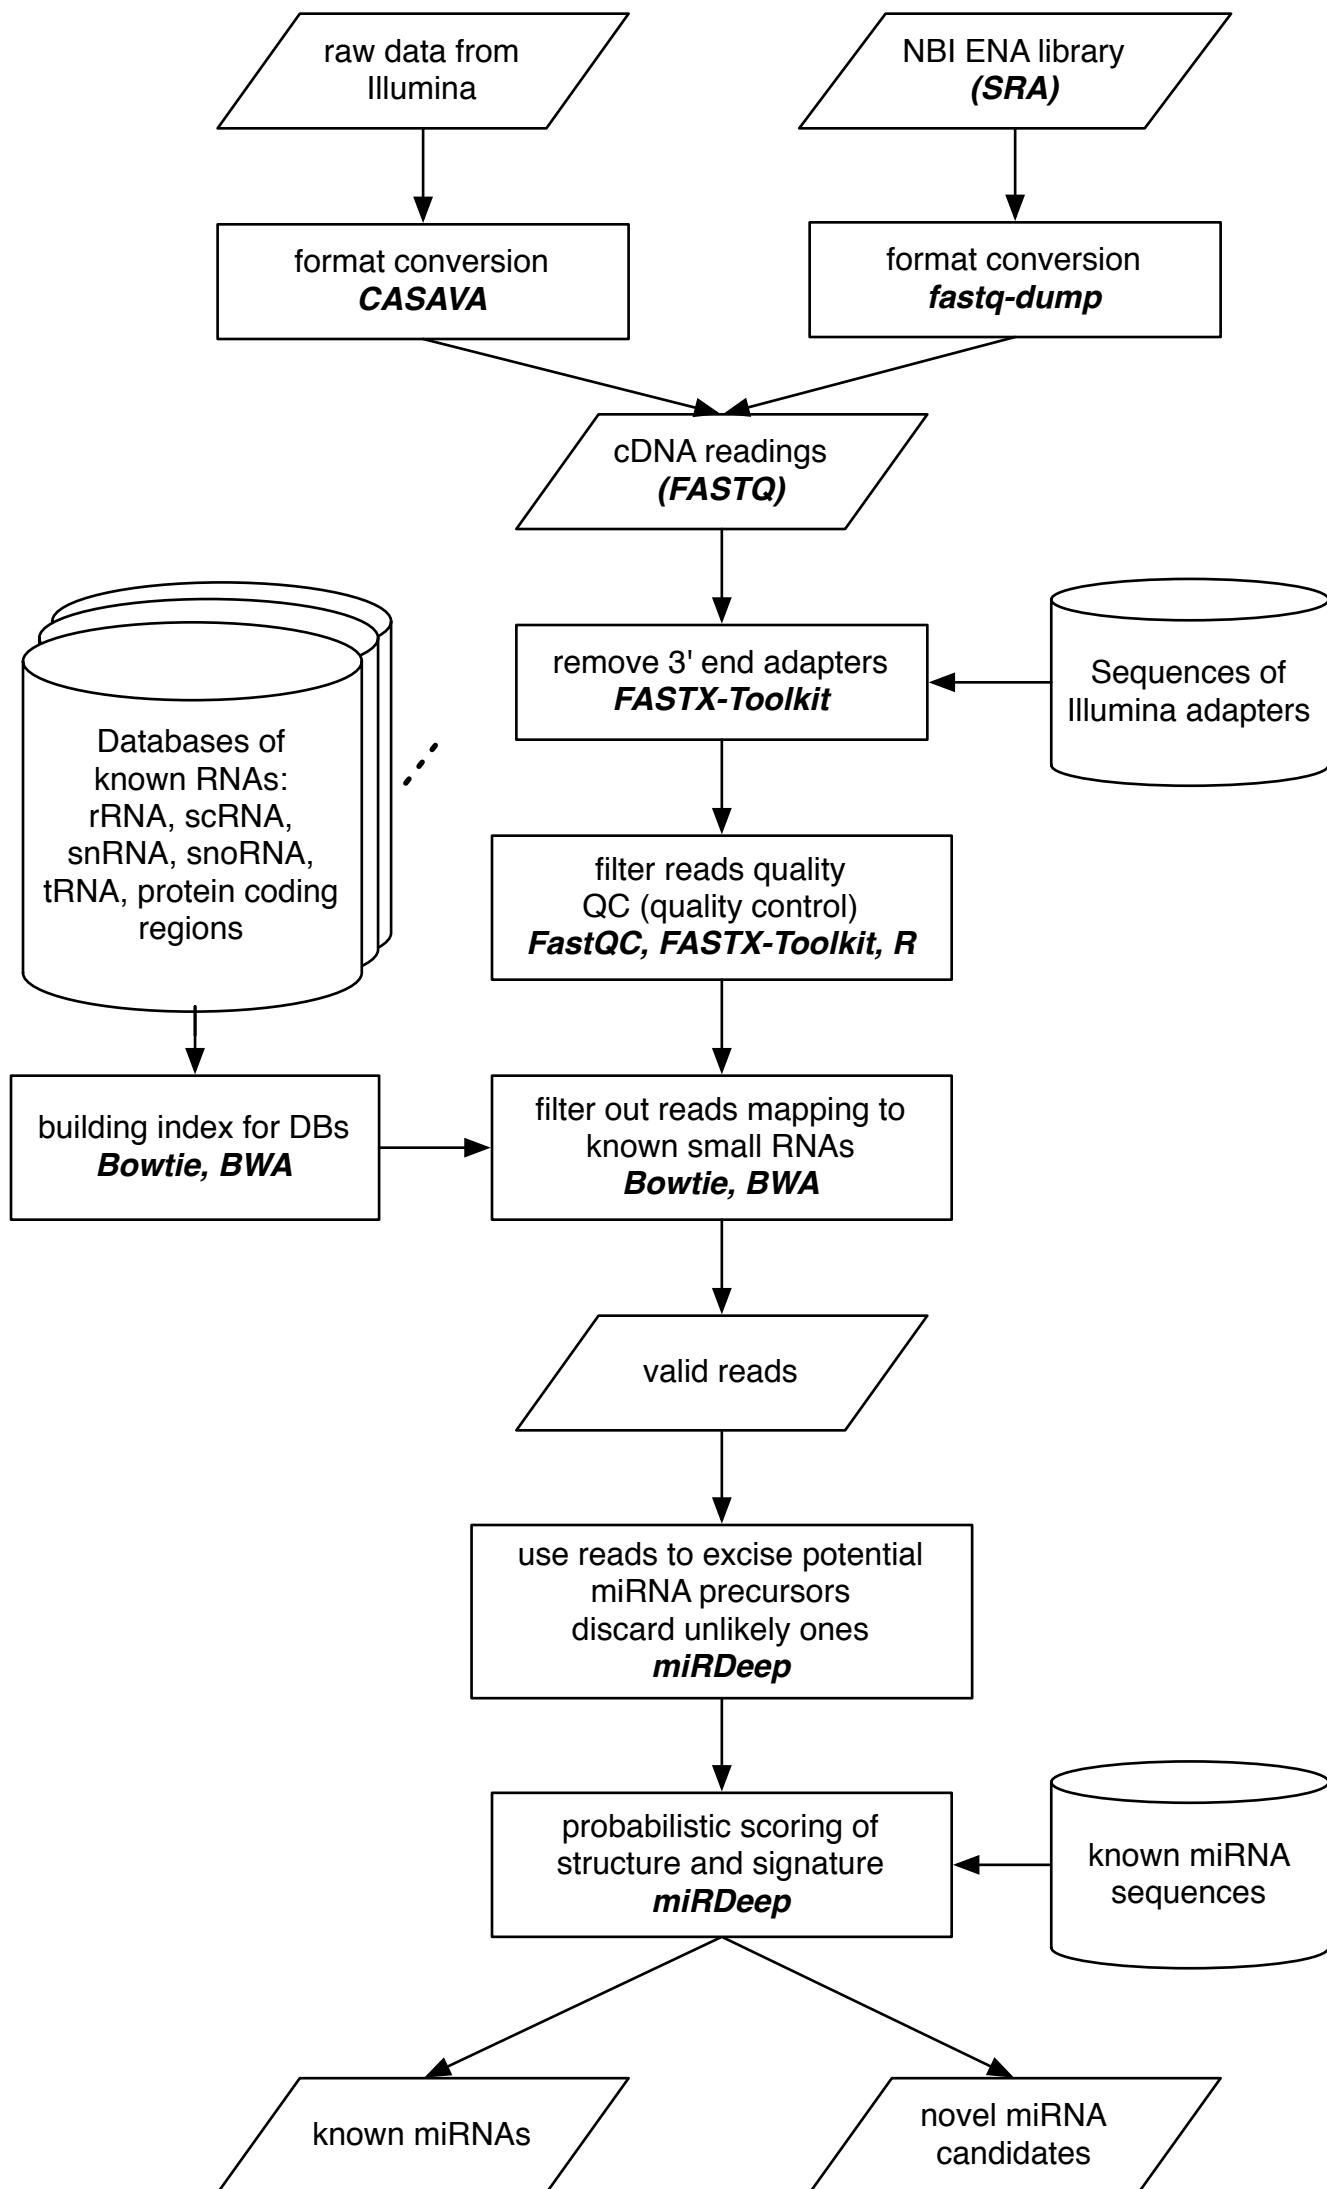 raw data from
Illumina
NBI ENA library
(SRA)
format conversion
CASAVA
format conversion
fastq-dump
cDNA readings
(FASTQ)
remove 3' end adapters
FASTX-Toolkit
Sequences of
Illumina adapters
Databases of
known RNAs:
rRNA, scRNA,
snRNA, snoRNA,
tRNA, protein coding
regions
filter reads quality
QC (quality control)
FastQC, FASTX-Toolkit, R
building index for DBs
Bowtie, BWA
filter out reads mapping to
known small RNAs
Bowtie, BWA
valid reads
use reads to excise potential
miRNA precursors
discard unlikely ones
miRDeep
probabilistic scoring of
structure and signature
miRDeep
known miRNA
sequences
known miRNAs
novel miRNA
candidates